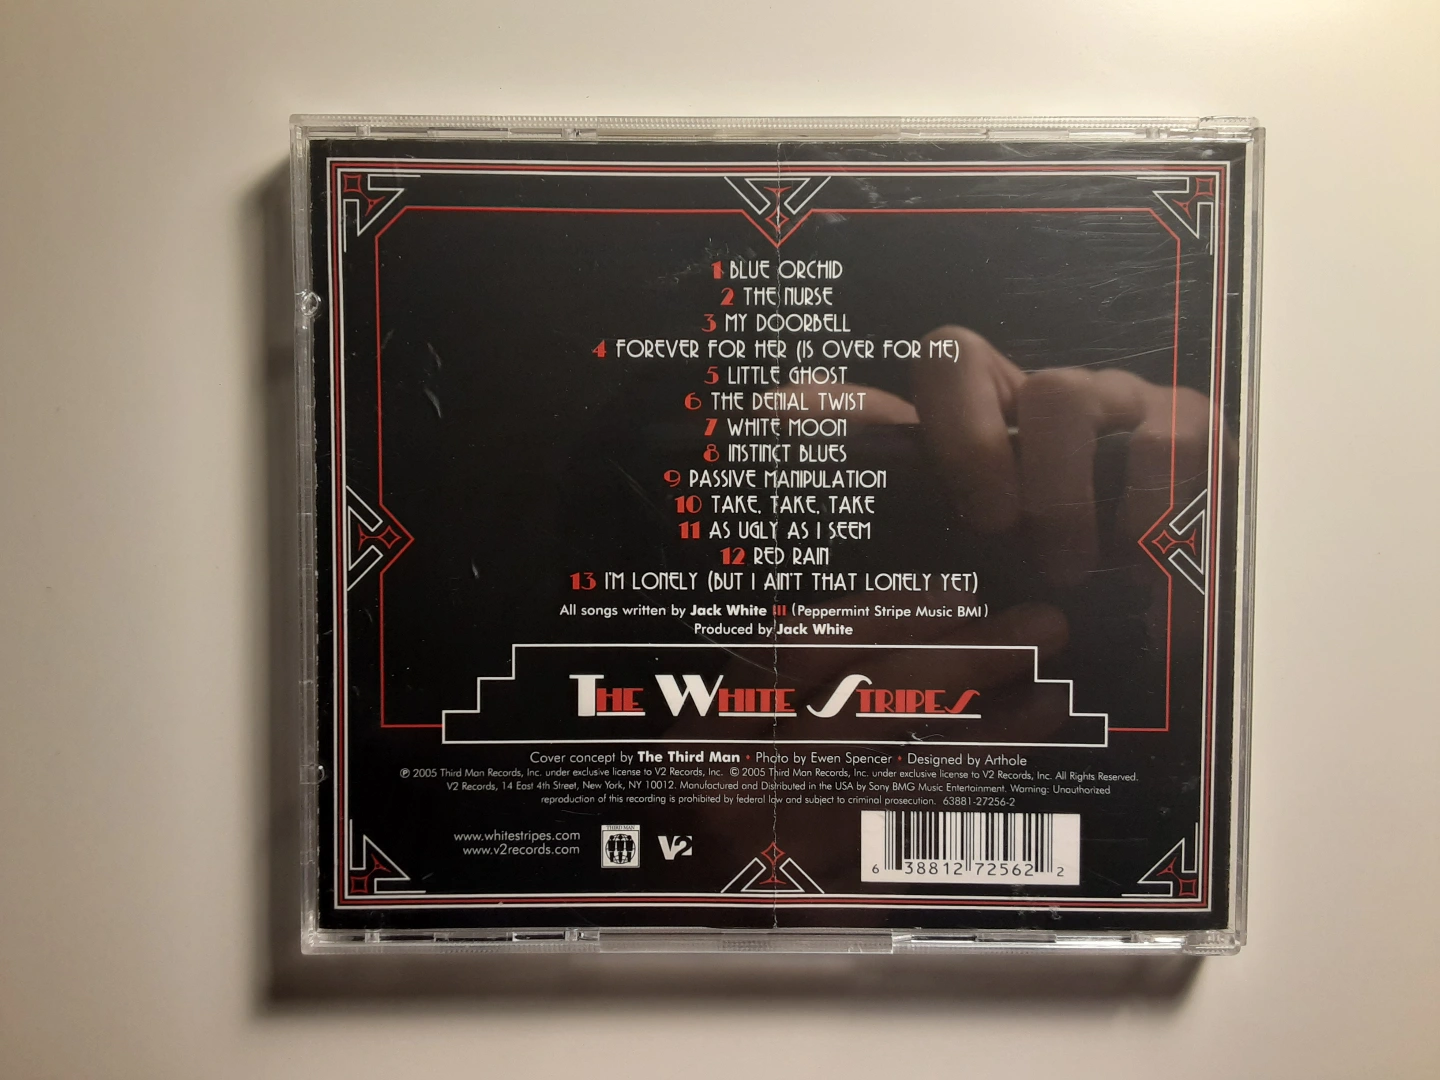 1 BLUE ORCHID
2 THE NURSE
3 MY DOORBELL
4 FOREVER FOR HER (IS OVER FOR ME)
5 LITTLE GHOST
6 THE DENIAL TWIST
7 WHITE MOON
8 INSTINCT BLUES
9 PASSIVE MANIPULATION
10 TAKE, TAKE, TAKE
11 AS UGLY AS I SEEM
12 RED RAIN
13 I'M LONELY (BUT I AIN'T THAT LONELY YET)
All songs written by Jack White III (Peppermint Stripe Music BMI)
Produced by Jack White
THE WHITE STRIPES
Cover concept by The Third Man • Photo by Ewen Spencer • Designed by Arthole
℗ 2005 Third Man Records, Inc. under exclusive license to V2 Records, Inc. © 2005 Third Man Records, Inc. under exclusive license to V2 Records, Inc. All Rights Reserved.
V2 Records, 14 East 4th Street, New York, NY 10012. Manufactured and Distributed in the USA by Sony BMG Music Entertainment. Warning: Unauthorized
reproduction of this recording is prohibited by federal law and subject to criminal prosecution. 63881-27256-2
www.whitestripes.com
www.v2records.com
THIRD MAN
V2
6 38812 72562 2